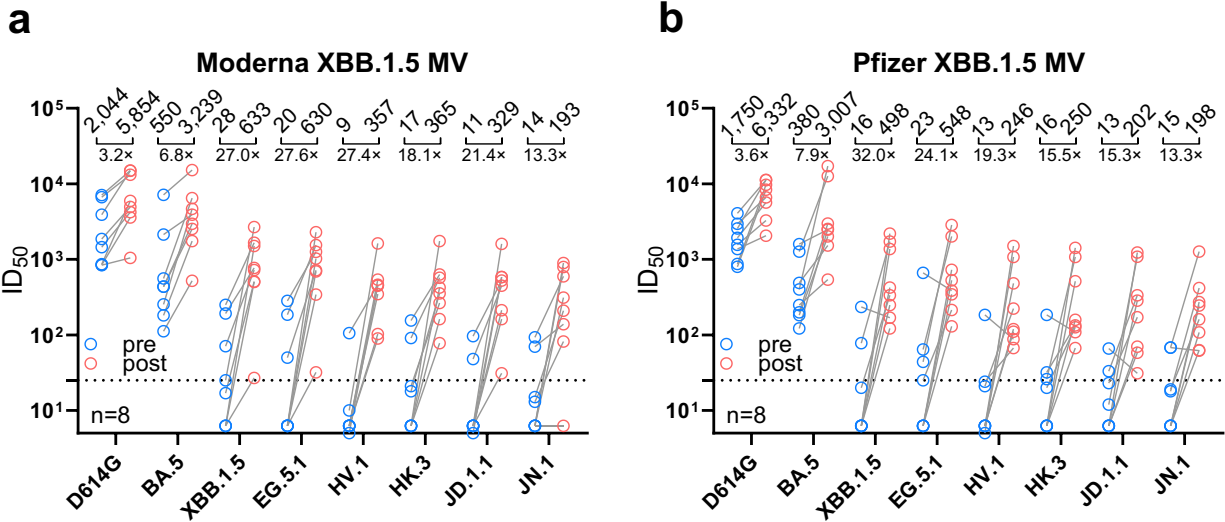 a
Moderna XBB.1.5 MV
2,044 5,854 550 3,239 28 633 20 630 9 357 17 365 11 329 14 193
3.2× 6.8× 27.0× 27.6× 27.4× 18.1× 21.4× 13.3×
10⁵
10⁴
10³
10²
10¹
ID₅₀
pre
post
n=8
D614G BA.5 XBB.1.5 EG.5.1 HV.1 HK.3 JD.1.1 JN.1
b
Pfizer XBB.1.5 MV
1,750 6,332 380 3,007 16 498 23 548 13 246 16 250 13 202 15 198
3.6× 7.9× 32.0× 24.1× 19.3× 15.5× 15.3× 13.3×
10⁵
10⁴
10³
10²
10¹
ID₅₀
pre
post
n=8
D614G BA.5 XBB.1.5 EG.5.1 HV.1 HK.3 JD.1.1 JN.1